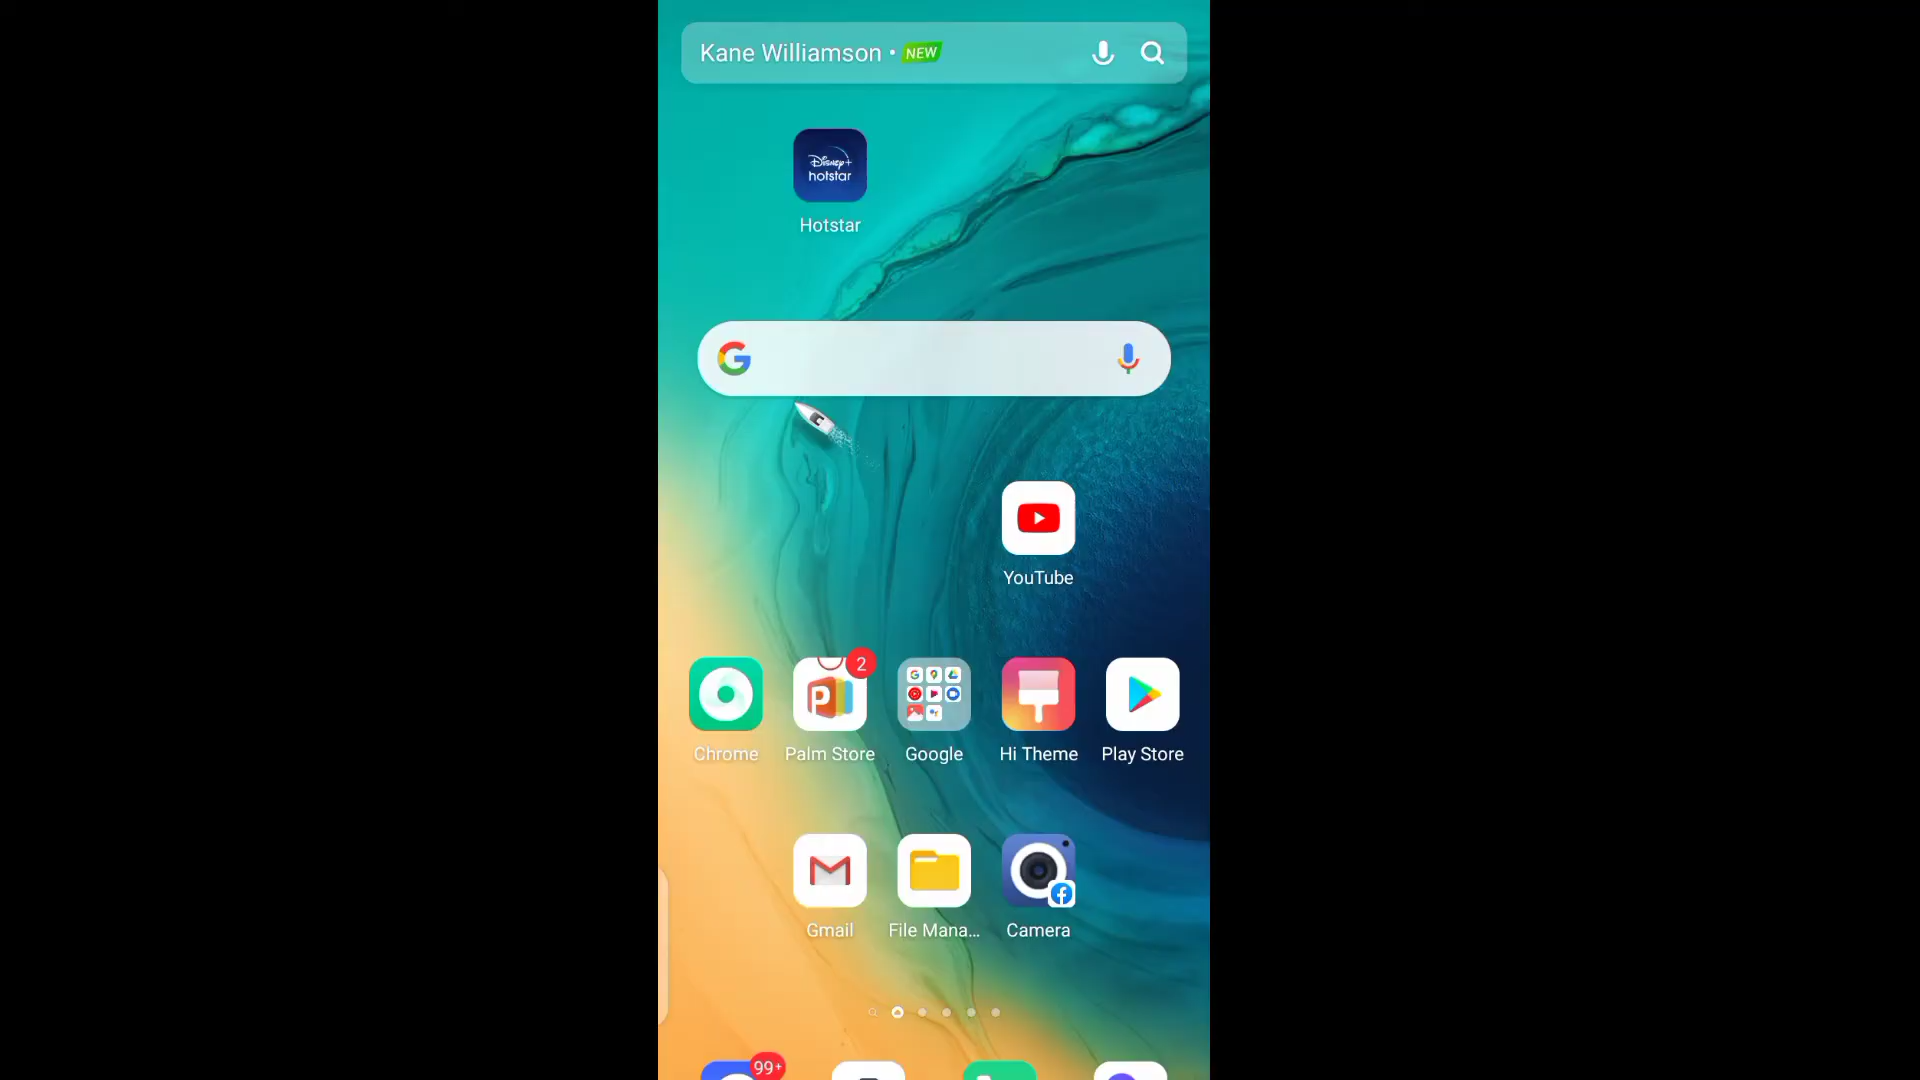 Kane Williamson • NEW
Disney+
hotstar
Hotstar
YouTube
2
Chrome
Palm Store
Google
Hi Theme
Play Store
Gmail
File Mana...
Camera
99+